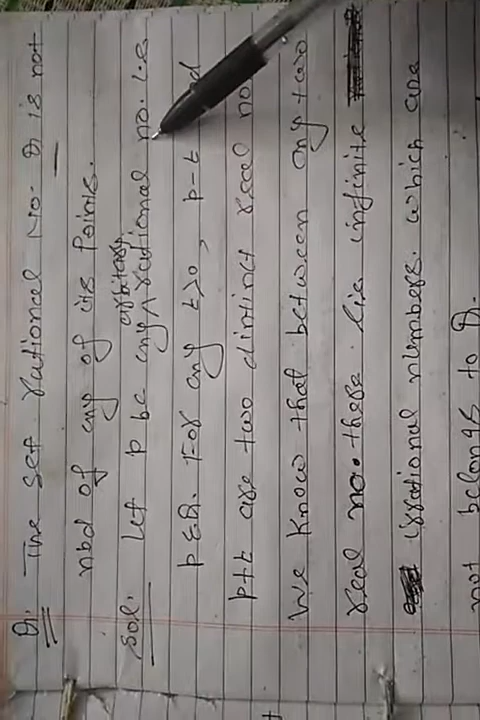 Q. The set rational no. Q is not
nbd of any of its points.
Sol. Let p be any arbitrary rational no. i.e
p∈Q. For any ε>0, p-ε
p+ε are two distinct real no
We know that between any two
real no. there lie infinite
irrational numbers. which are
not belongs to Q.